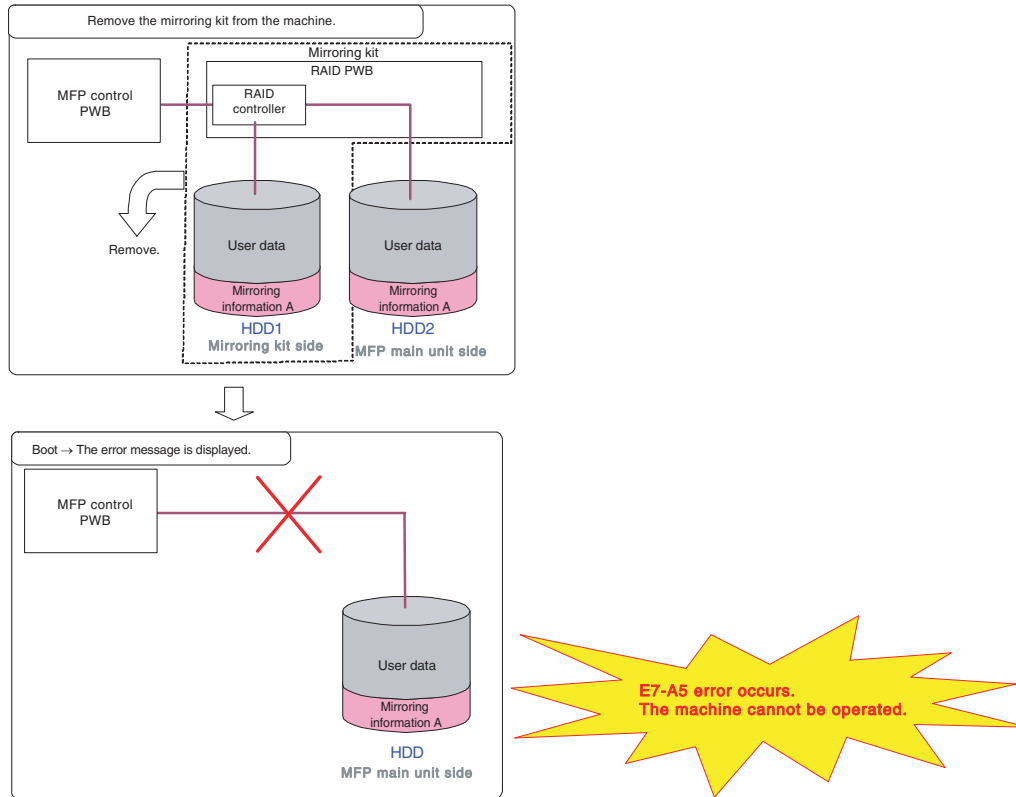 Remove the mirroring kit from the machine.
Mirroring kit
RAID PWB
MFP control
PWB
RAID
controller
Remove.
User data
Mirroring
information A
HDD1
Mirroring kit side
User data
Mirroring
information A
HDD2
MFP main unit side
Boot → The error message is displayed.
MFP control
PWB
User data
Mirroring
information A
HDD
MFP main unit side
E7-A5 error occurs.
The machine cannot be operated.